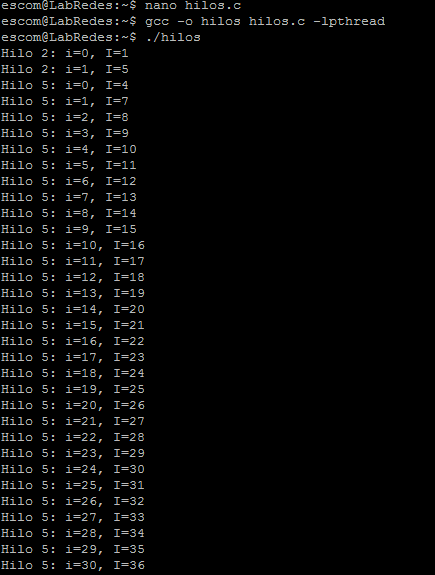 escom@LabRedes:~$ nano hilos.c
escom@LabRedes:~$ gcc -o hilos hilos.c -lpthread
escom@LabRedes:~$ ./hilos
Hilo 2: i=0, I=1
Hilo 2: i=1, I=5
Hilo 5: i=0, I=4
Hilo 5: i=1, I=7
Hilo 5: i=2, I=8
Hilo 5: i=3, I=9
Hilo 5: i=4, I=10
Hilo 5: i=5, I=11
Hilo 5: i=6, I=12
Hilo 5: i=7, I=13
Hilo 5: i=8, I=14
Hilo 5: i=9, I=15
Hilo 5: i=10, I=16
Hilo 5: i=11, I=17
Hilo 5: i=12, I=18
Hilo 5: i=13, I=19
Hilo 5: i=14, I=20
Hilo 5: i=15, I=21
Hilo 5: i=16, I=22
Hilo 5: i=17, I=23
Hilo 5: i=18, I=24
Hilo 5: i=19, I=25
Hilo 5: i=20, I=26
Hilo 5: i=21, I=27
Hilo 5: i=22, I=28
Hilo 5: i=23, I=29
Hilo 5: i=24, I=30
Hilo 5: i=25, I=31
Hilo 5: i=26, I=32
Hilo 5: i=27, I=33
Hilo 5: i=28, I=34
Hilo 5: i=29, I=35
Hilo 5: i=30, I=36